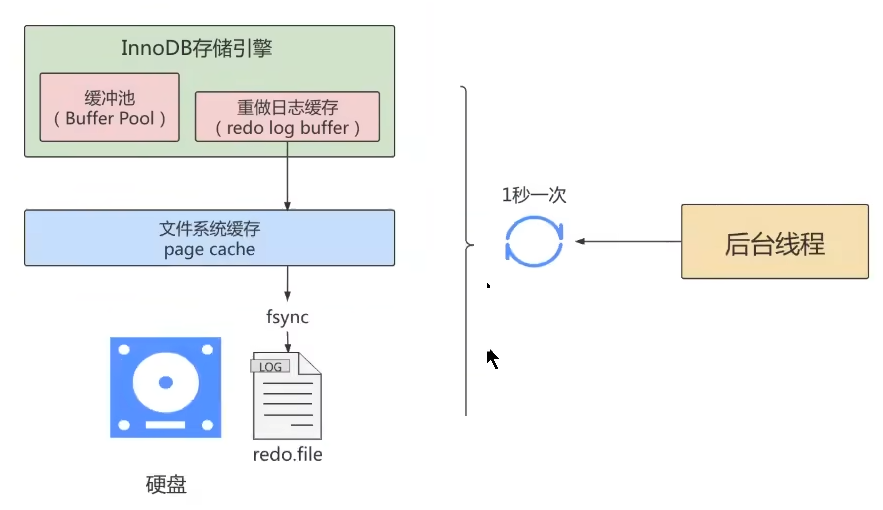 InnoDB存储引擎
缓冲池
（Buffer Pool）
重做日志缓存
（redo log buffer）
文件系统缓存
page cache
fsync
LOG
redo.file
硬盘
1秒一次
后台线程